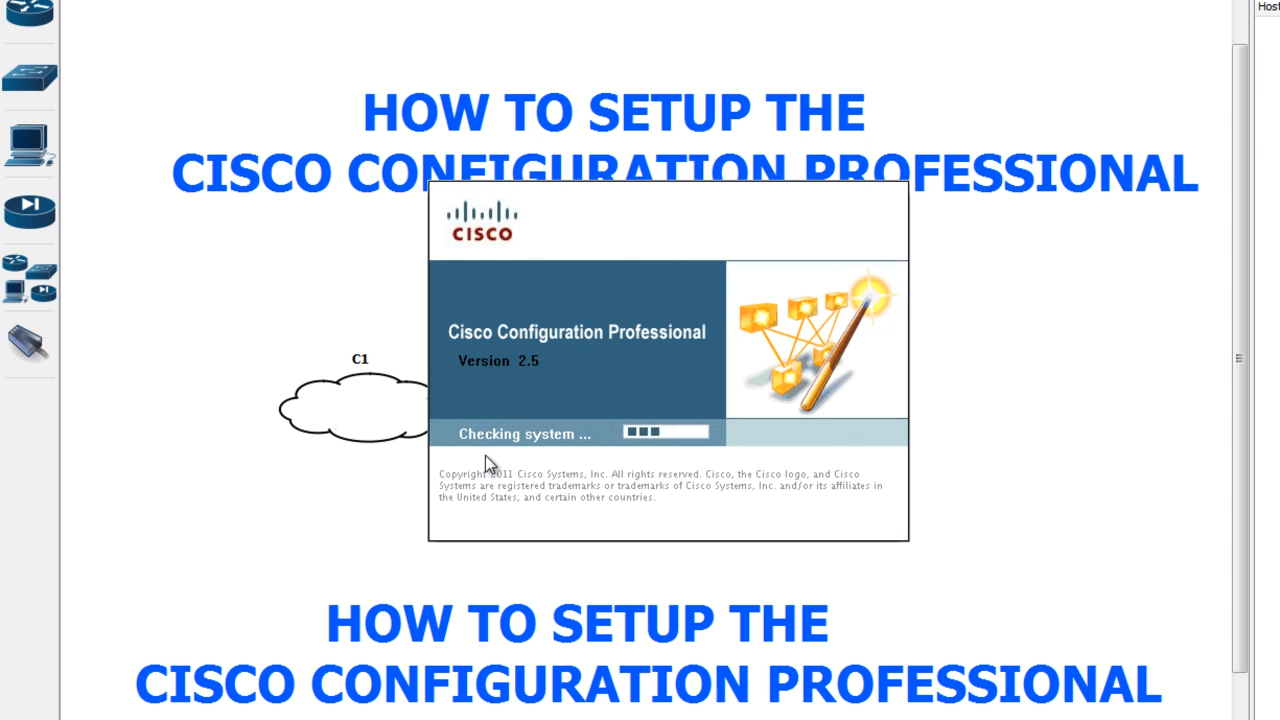 Host
HOW TO SETUP THE
CISCO CONFIGURATION PROFESSIONAL
CISCO
Cisco Configuration Professional
Version 2.5
C1
Checking system ...
Copyright 2011 Cisco Systems, Inc. All rights reserved. Cisco, the Cisco logo, and Cisco
Systems are registered trademarks or trademarks of Cisco Systems, Inc. and/or its affiliates in
the United States, and certain other countries.
HOW TO SETUP THE
CISCO CONFIGURATION PROFESSIONAL